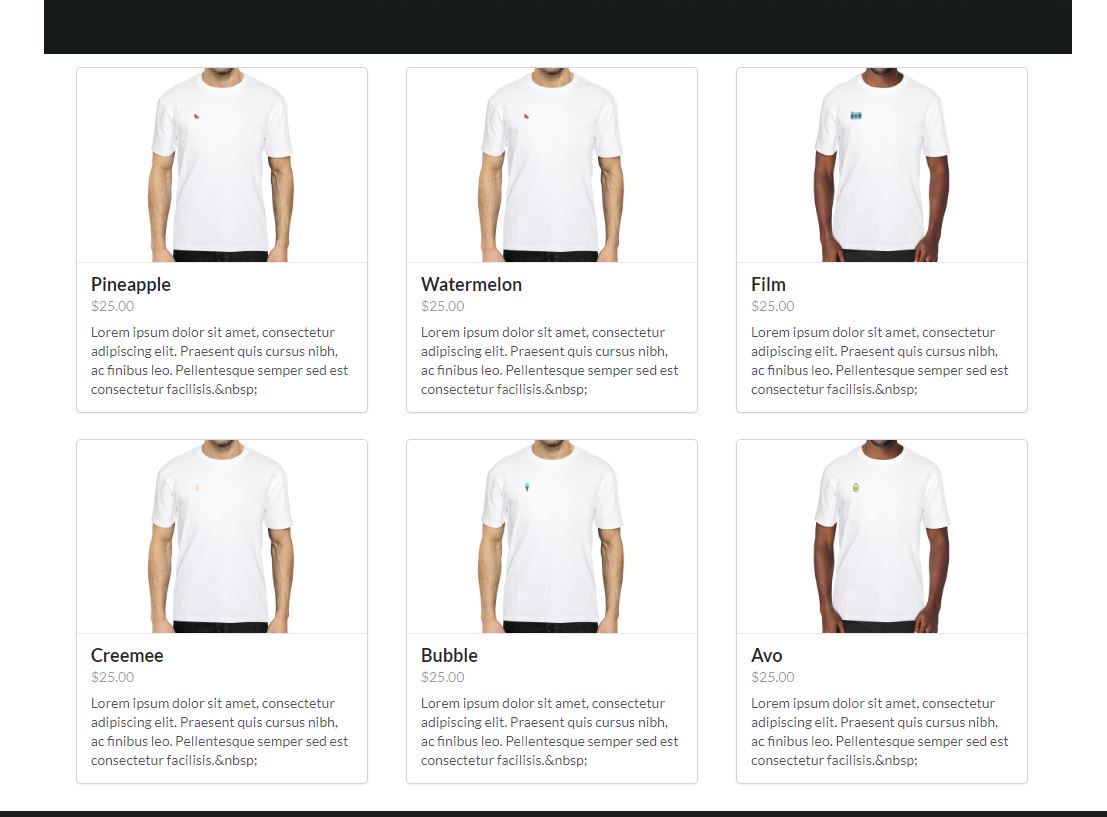 Pineapple
$25.00
Lorem ipsum dolor sit amet, consectetur
adipiscing elit. Praesent quis cursus nibh,
ac finibus leo. Pellentesque semper sed est
consectetur facilisis.&nbsp;
Watermelon
$25.00
Lorem ipsum dolor sit amet, consectetur
adipiscing elit. Praesent quis cursus nibh,
ac finibus leo. Pellentesque semper sed est
consectetur facilisis.&nbsp;
Film
$25.00
Lorem ipsum dolor sit amet, consectetur
adipiscing elit. Praesent quis cursus nibh,
ac finibus leo. Pellentesque semper sed est
consectetur facilisis.&nbsp;
Creemee
$25.00
Lorem ipsum dolor sit amet, consectetur
adipiscing elit. Praesent quis cursus nibh,
ac finibus leo. Pellentesque semper sed est
consectetur facilisis.&nbsp;
Bubble
$25.00
Lorem ipsum dolor sit amet, consectetur
adipiscing elit. Praesent quis cursus nibh,
ac finibus leo. Pellentesque semper sed est
consectetur facilisis.&nbsp;
Avo
$25.00
Lorem ipsum dolor sit amet, consectetur
adipiscing elit. Praesent quis cursus nibh,
ac finibus leo. Pellentesque semper sed est
consectetur facilisis.&nbsp;